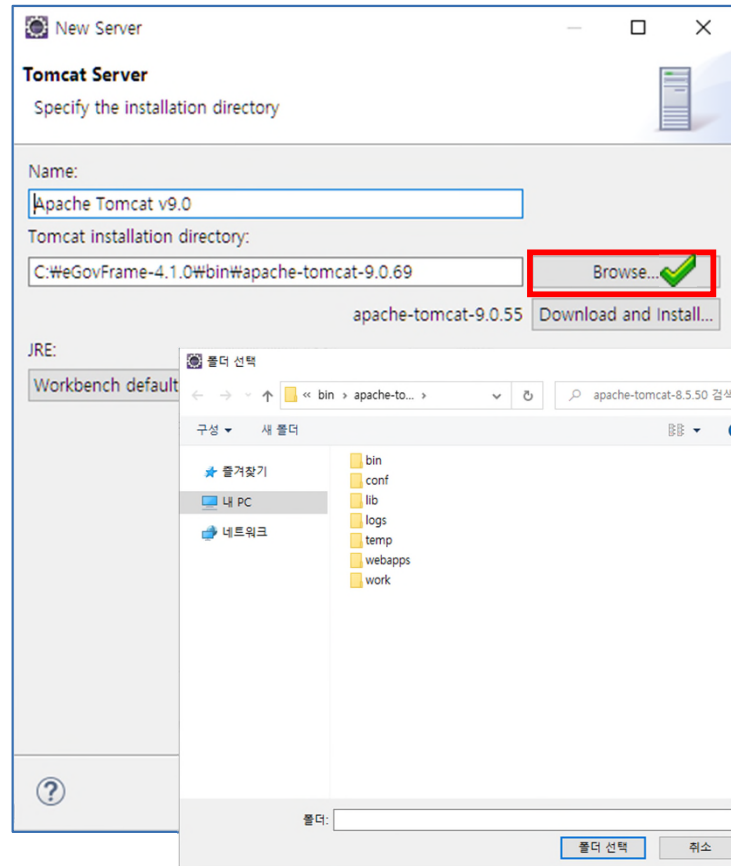 New Server
Tomcat Server
Specify the installation directory
Name:
Apache Tomcat v9.0
Tomcat installation directory:
C:₩eGovFrame-4.1.0₩bin₩apache-tomcat-9.0.69
Browse...
apache-tomcat-9.0.55
Download and Install...
JRE:
Workbench default
폴더 선택
« bin › apache-to... ›
apache-tomcat-8.5.50 검색
구성
새 폴더
즐겨찾기
내 PC
네트워크
bin
conf
lib
logs
temp
webapps
work
폴더:
폴더 선택
취소